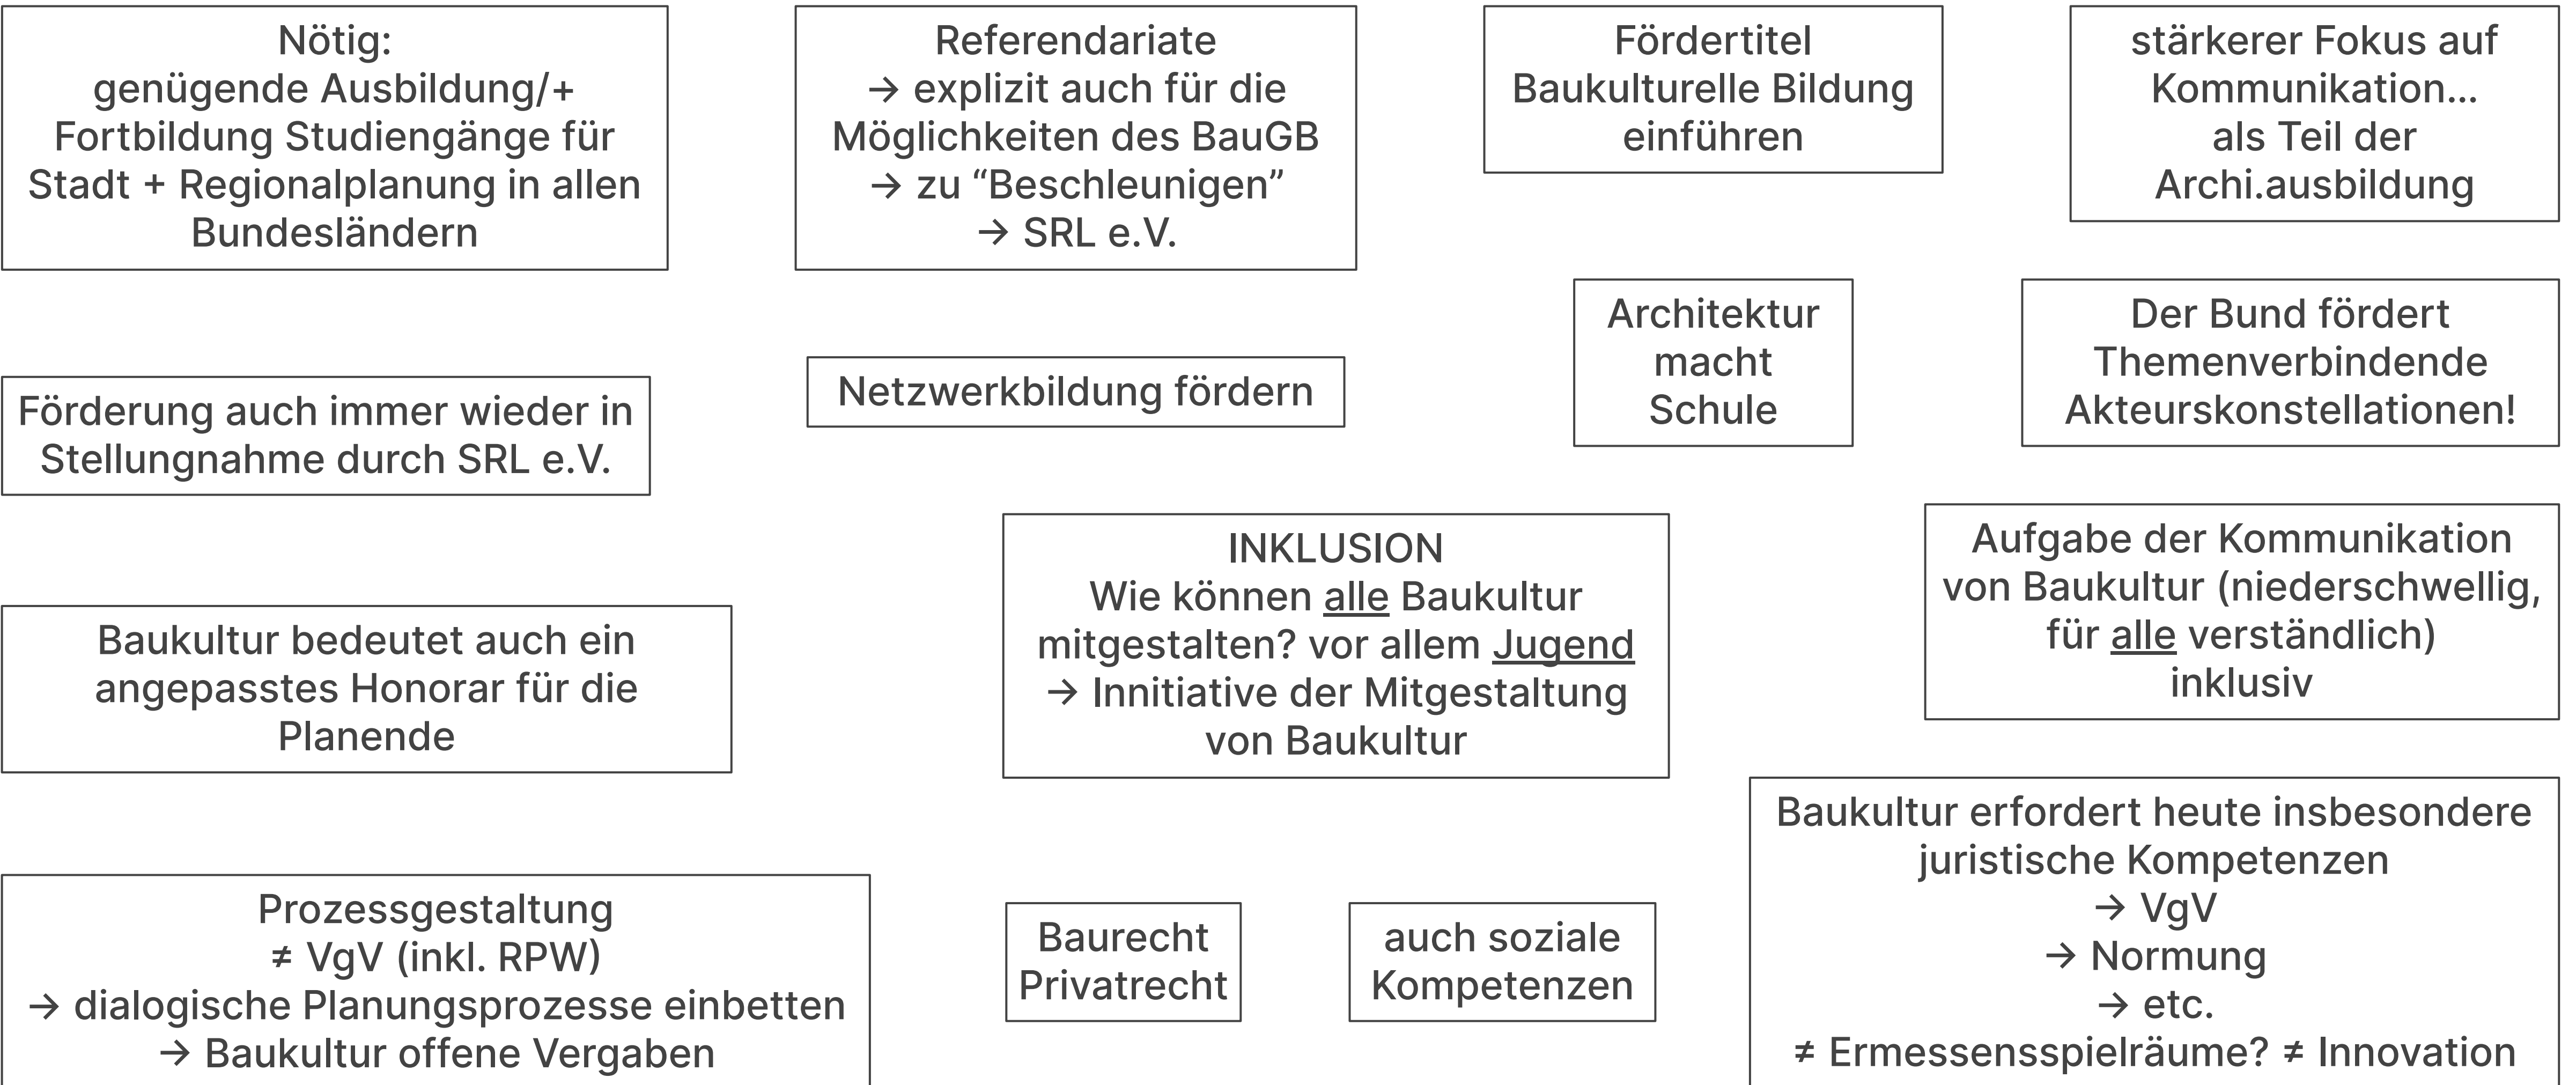 Nötig:
genügende Ausbildung/+
Fortbildung Studiengänge für
Stadt + Regionalplanung in allen
Bundesländern
Referendariate
→ explizit auch für die
Möglichkeiten des BauGB
→ zu “Beschleunigen”
→ SRL e.V.
Fördertitel
Baukulturelle Bildung
einführen
stärkerer Fokus auf
Kommunikation...
als Teil der
Archi.ausbildung
Förderung auch immer wieder in
Stellungnahme durch SRL e.V.
Netzwerkbildung fördern
Architektur
macht
Schule
Der Bund fördert
Themenverbindende
Akteurskonstellationen!
Baukultur bedeutet auch ein
angepasstes Honorar für die
Planende
INKLUSION
Wie können alle Baukultur
mitgestalten? vor allem Jugend
→ Innitiative der Mitgestaltung
von Baukultur
Aufgabe der Kommunikation
von Baukultur (niederschwellig,
für alle verständlich)
inklusiv
Prozessgestaltung
≠ VgV (inkl. RPW)
→ dialogische Planungsprozesse einbetten
→ Baukultur offene Vergaben
Baurecht
Privatrecht
auch soziale
Kompetenzen
Baukultur erfordert heute insbesondere
juristische Kompetenzen
→ VgV
→ Normung
→ etc.
≠ Ermessensspielräume? ≠ Innovation